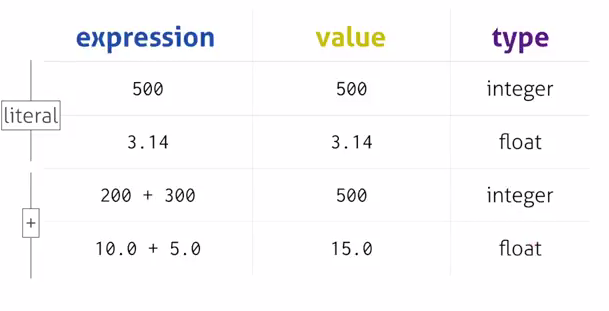 expression value type
500 500 integer
literal
3.14 3.14 float
200 + 300 500 integer
+
10.0 + 5.0 15.0 float